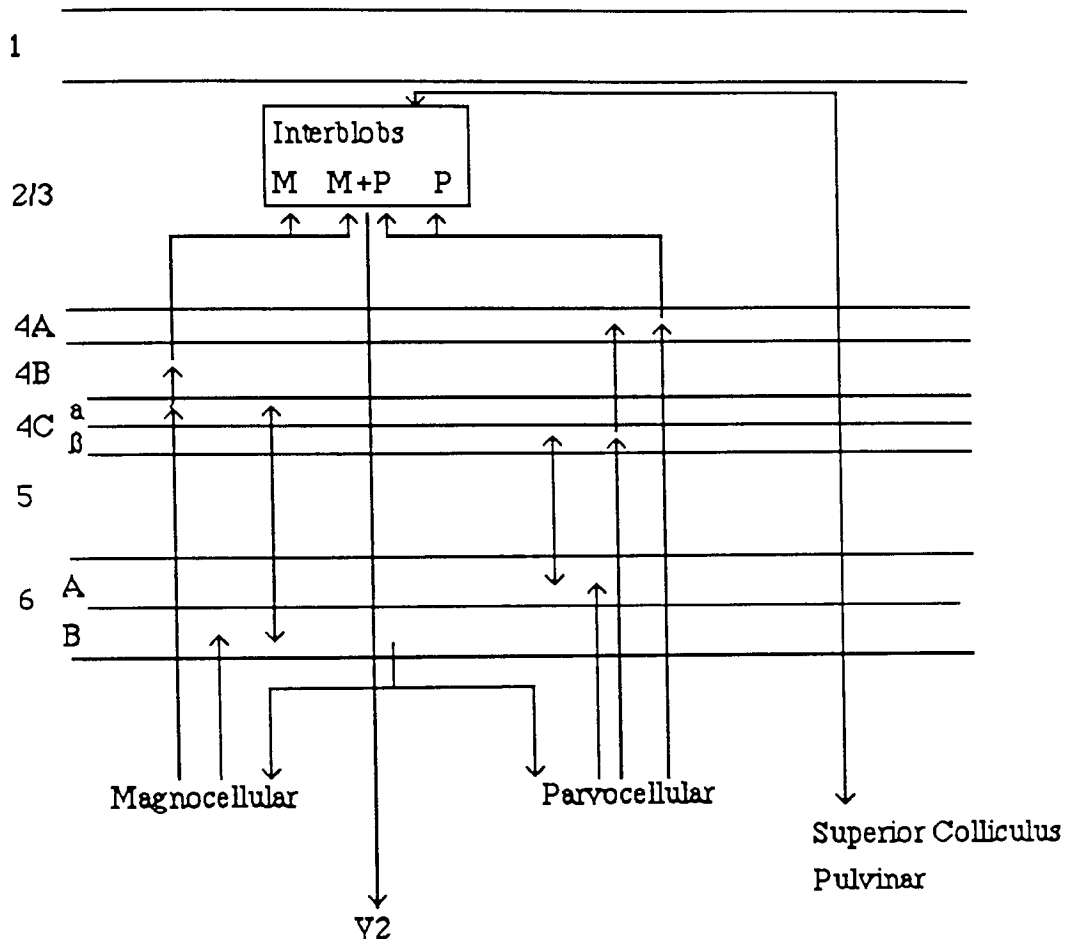 1
Interblobs
M M+P P
2/3
4A
4B
4C a
ß
5
6 A
B
Magnocellular
Parvocellular
Superior Colliculus
Pulvinar
V2